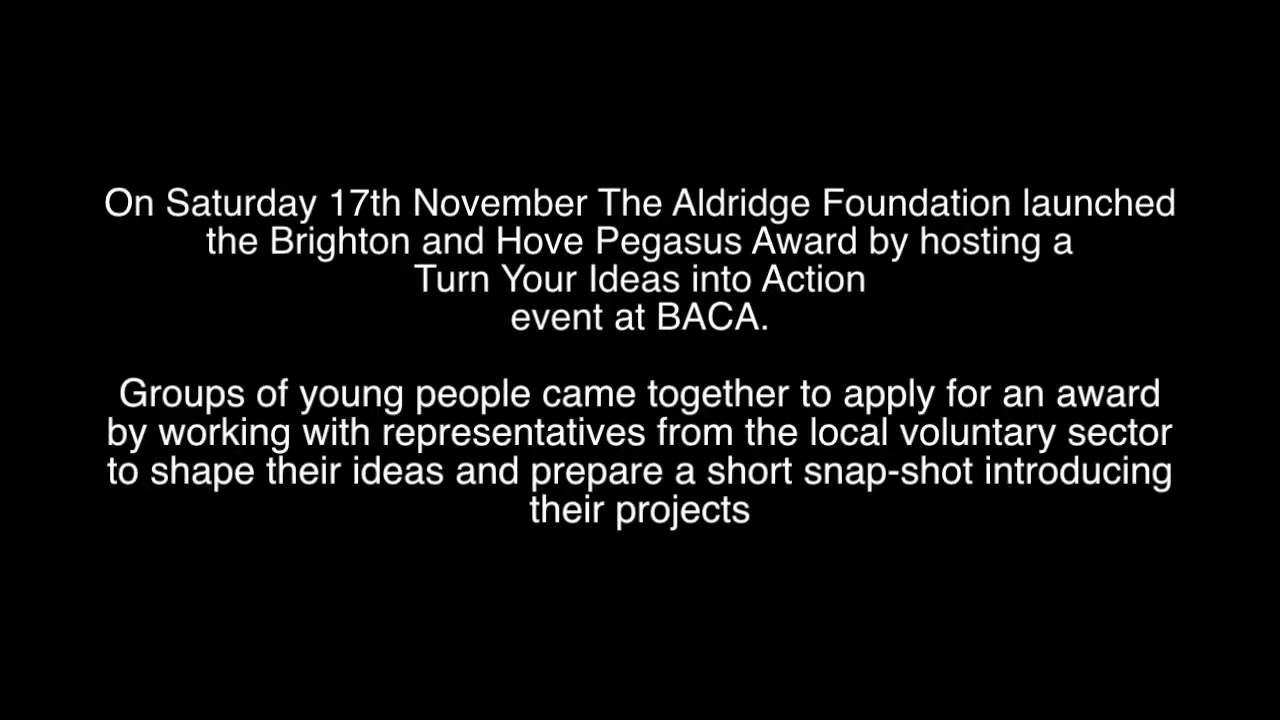 On Saturday 17th November The Aldridge Foundation launched
the Brighton and Hove Pegasus Award by hosting a
Turn Your Ideas into Action
event at BACA.
Groups of young people came together to apply for an award
by working with representatives from the local voluntary sector
to shape their ideas and prepare a short snap-shot introducing
their projects